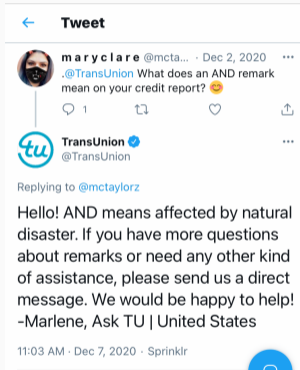 Tweet
maryclare @mcta... · Dec 2, 2020
.@TransUnion What does an AND remark
mean on your credit report? 😊
1
tu
TransUnion
@TransUnion
Replying to @mctaylorz
Hello! AND means affected by natural
disaster. If you have more questions
about remarks or need any other kind
of assistance, please send us a direct
message. We would be happy to help!
-Marlene, Ask TU | United States
11:03 AM · Dec 7, 2020 · Sprinklr